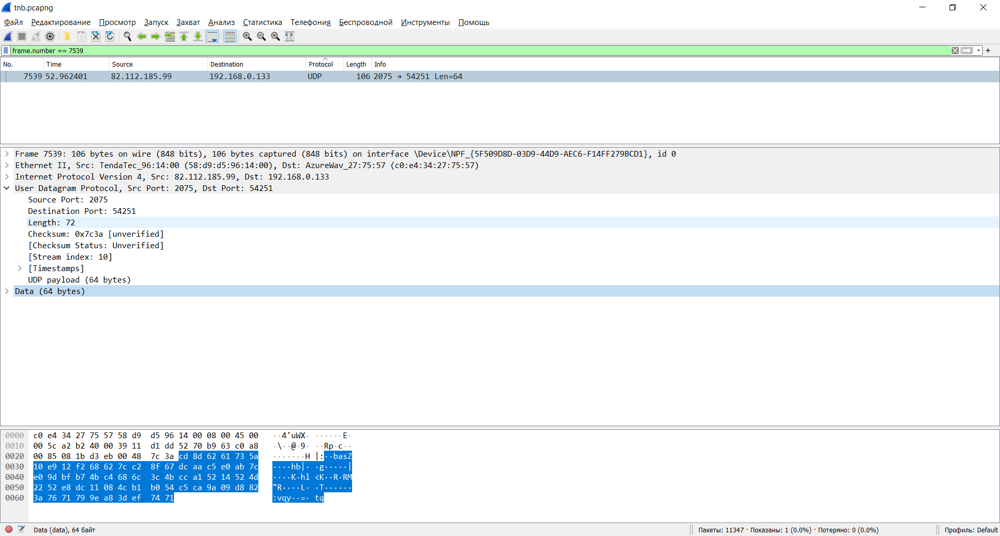 tnb.pcapng
Файл Редактирование Просмотр Запуск Захват Анализ Статистика Телефония Беспроводной Инструменты Помощь
frame.number == 7539
No. Time Source Destination Protocol Length Info
7539 52.962401 82.112.185.99 192.168.0.133 UDP 106 2075 → 54251 Len=64
Frame 7539: 106 bytes on wire (848 bits), 106 bytes captured (848 bits) on interface \Device\NPF_{5F509D8D-03D9-44D9-AEC6-F14FF279BCD1}, id 0
Ethernet II, Src: TendaTec_96:14:00 (58:d9:d5:96:14:00), Dst: AzureWav_27:75:57 (c0:e4:34:27:75:57)
Internet Protocol Version 4, Src: 82.112.185.99, Dst: 192.168.0.133
User Datagram Protocol, Src Port: 2075, Dst Port: 54251
Source Port: 2075
Destination Port: 54251
Length: 72
Checksum: 0x7c3a [unverified]
[Checksum Status: Unverified]
[Stream index: 10]
[Timestamps]
UDP payload (64 bytes)
Data (64 bytes)
0000 c0 e4 34 27 75 57 58 d9 d5 96 14 00 08 00 45 00 ··4'uWX· ······E·
0010 00 5c a2 b2 40 00 39 11 d1 dd 52 70 b9 63 c0 a8 ·\··@·9· ··Rp·c··
0020 00 85 08 1b d3 eb 00 48 7c 3a cd 8d 62 61 73 5a ·······H |:··basZ
0030 10 e9 12 f2 68 62 7c c2 8f 67 dc aa c5 e0 ab 7c ····hb|· ·g·····|
0040 e0 9d bf b7 4b c4 68 6c 3c 4b cc a1 52 14 52 4d ····K·hl <K··R·RM
0050 22 52 e8 dc 11 08 4c b1 b0 54 c5 ca 9a 09 d8 82 "R····L· ·T······
0060 3a 76 71 79 9e a8 3d ef 74 71 :vqy··=· tq
Data (data), 64 байт Пакеты: 11347 · Показаны: 1 (0.0%) · Потеряно: 0 (0.0%) Профиль: Default